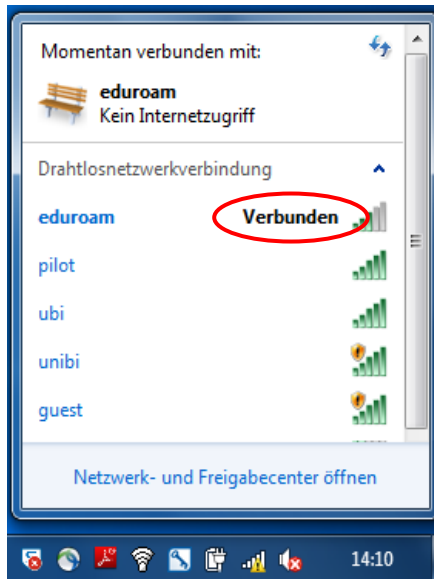 Momentan verbunden mit:
eduroam
Kein Internetzugriff
Drahtlosnetzwerkverbindung
eduroam Verbunden
pilot
ubi
unibi
guest
Netzwerk- und Freigabecenter öffnen
14:10